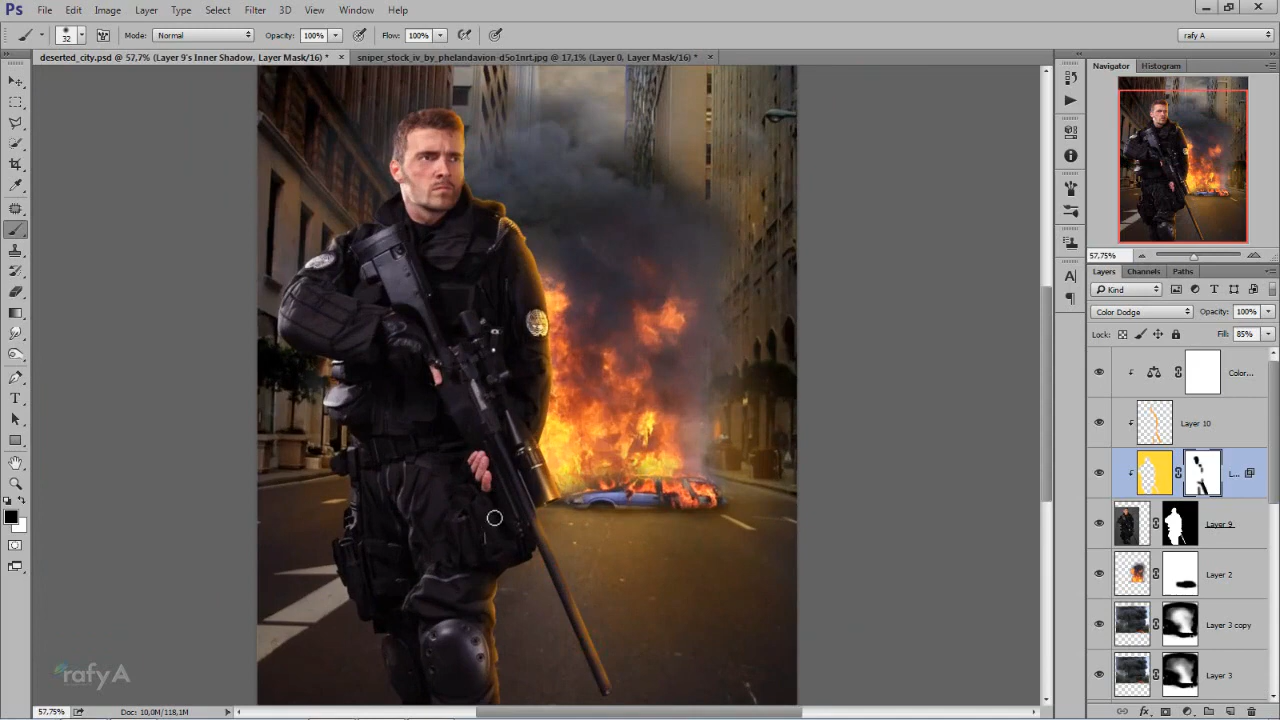 Ps File Edit Image Layer Type Select Filter 3D View Window Help
32 Mode: Normal Opacity: 100% Flow: 100% rafy A
deserted_city.psd @ 57,7% (Layer 9's Inner Shadow, Layer Mask/16) * × sniper_stock_iv_by_phelandavion-d5o1nrt.jpg @ 17,1% (Layer 0, Layer Mask/16) * ×
Navigator Histogram
57,75%
Layers Channels Paths
Kind
Color Dodge Opacity: 100%
Lock: Fill: 85%
Color...
Layer 10
L...
Layer 9
Layer 2
Layer 3 copy
Layer 3
rafy A
57,75% Doc: 10,0M/118,1M